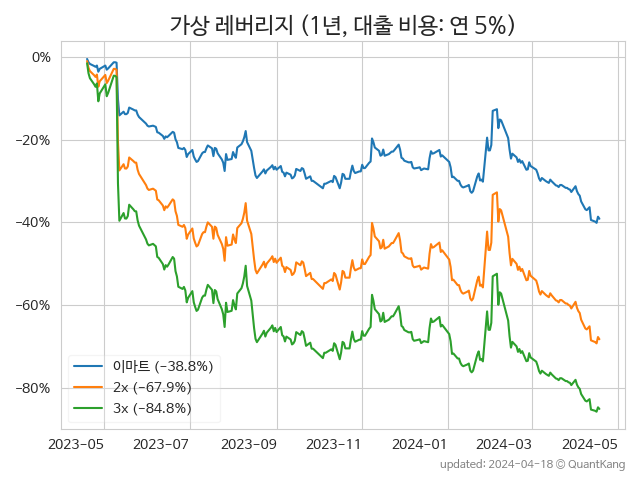 가상 레버리지 (1년, 대출 비용: 연 5%)
0%
−20%
−40%
−60%
−80%
이마트 (−38.8%)
2x (−67.9%)
3x (−84.8%)
2023-05 2023-07 2023-09 2023-11 2024-01 2024-03 2024-05
updated: 2024-04-18 © QuantKang